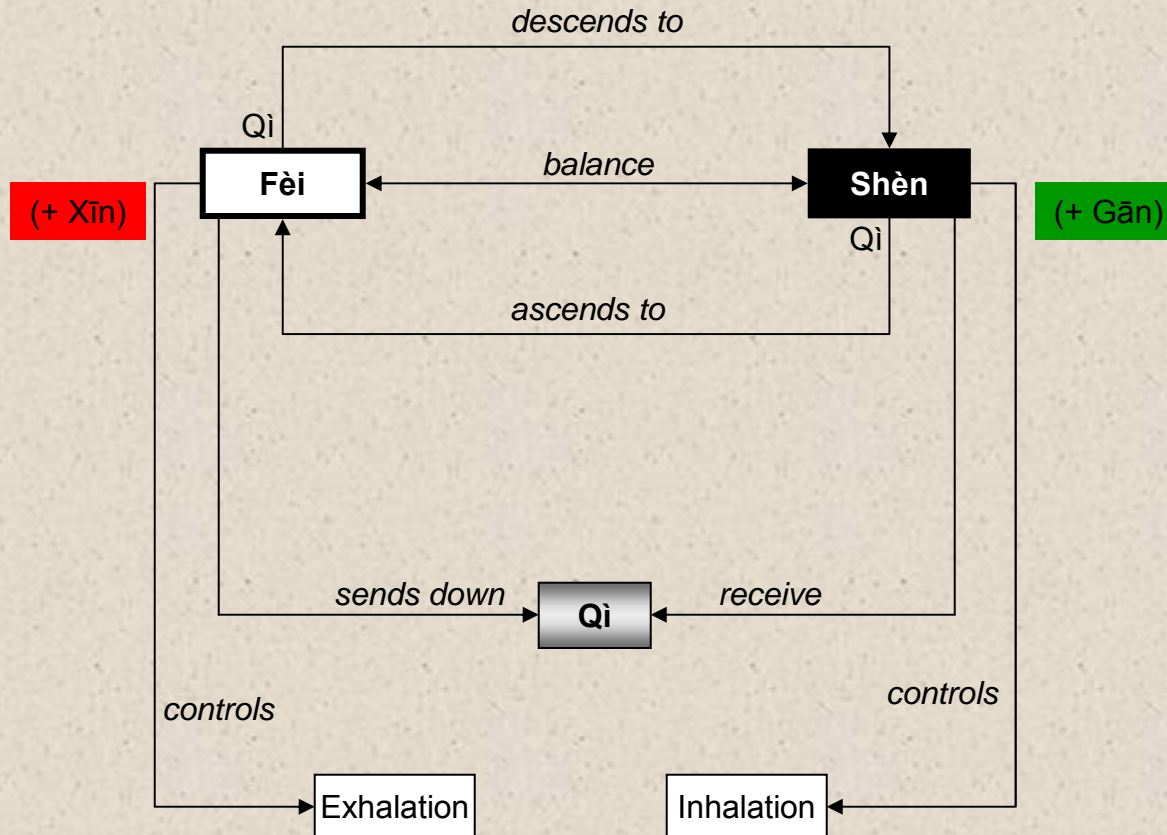 descends to
Qì
Fèi
balance
Shèn
(+ Xīn)
(+ Gān)
Qì
ascends to
sends down
Qì
receive
controls
controls
Exhalation
Inhalation